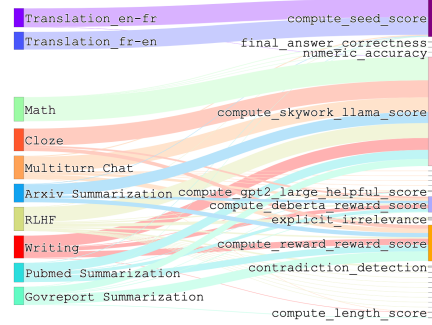 Translation_en-fr
Translation_fr-en
Math
Cloze
Multiturn Chat
Arxiv Summarization
RLHF
Writing
Pubmed Summarization
Govreport Summarization
compute_seed_score
final_answer_correctness
numeric_accuracy
compute_skywork_llama_score
compute_gpt2_large_helpful_score
compute_deberta_reward_score
explicit_irrelevance
compute_reward_reward_score
contradiction_detection
compute_length_score